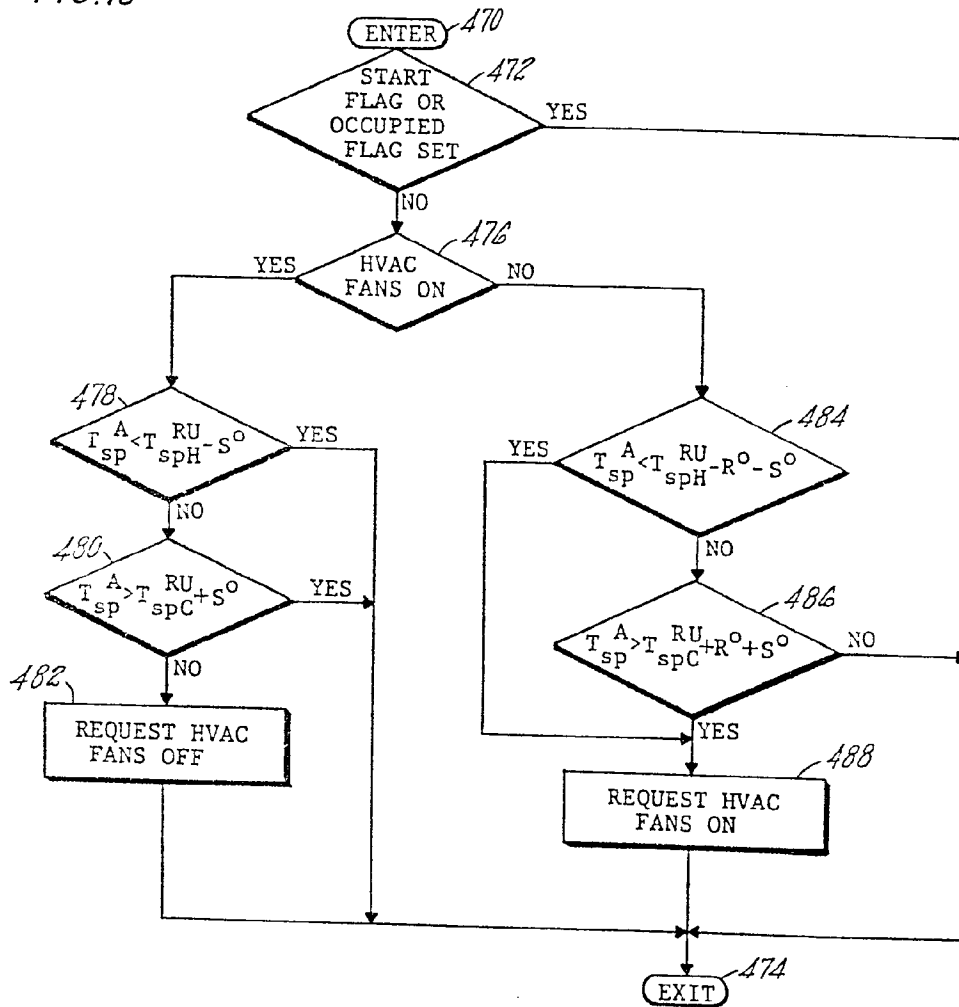 ENTER
470
START
FLAG OR
OCCUPIED
FLAG SET
472
YES
NO
HVAC
FANS ON
476
YES
NO
478
T_sp^A<T_spH^RU-S°
YES
NO
484
T_sp^A<T_spH^RU-R°-S°
YES
NO
480
T_sp^A>T_spC^RU+S°
YES
NO
486
T_sp^A>T_spC^RU+R°+S°
NO
YES
482
REQUEST HVAC
FANS OFF
488
REQUEST HVAC
FANS ON
EXIT
474